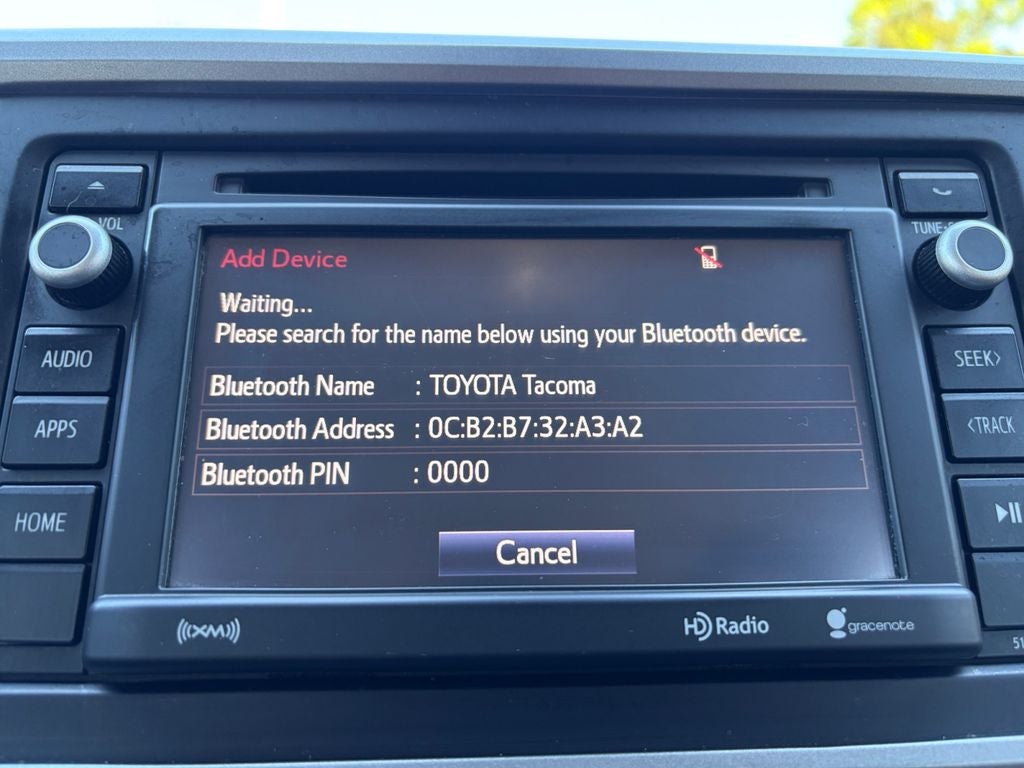 VOL
TUNE·
Add Device
Waiting...
Please search for the name below using your Bluetooth device.
AUDIO
SEEK>
Bluetooth Name : TOYOTA Tacoma
APPS
Bluetooth Address : 0C:B2:B7:32:A3:A2
<TRACK
Bluetooth PIN : 0000
HOME
Cancel
((XM))
HD Radio
gracenote
51